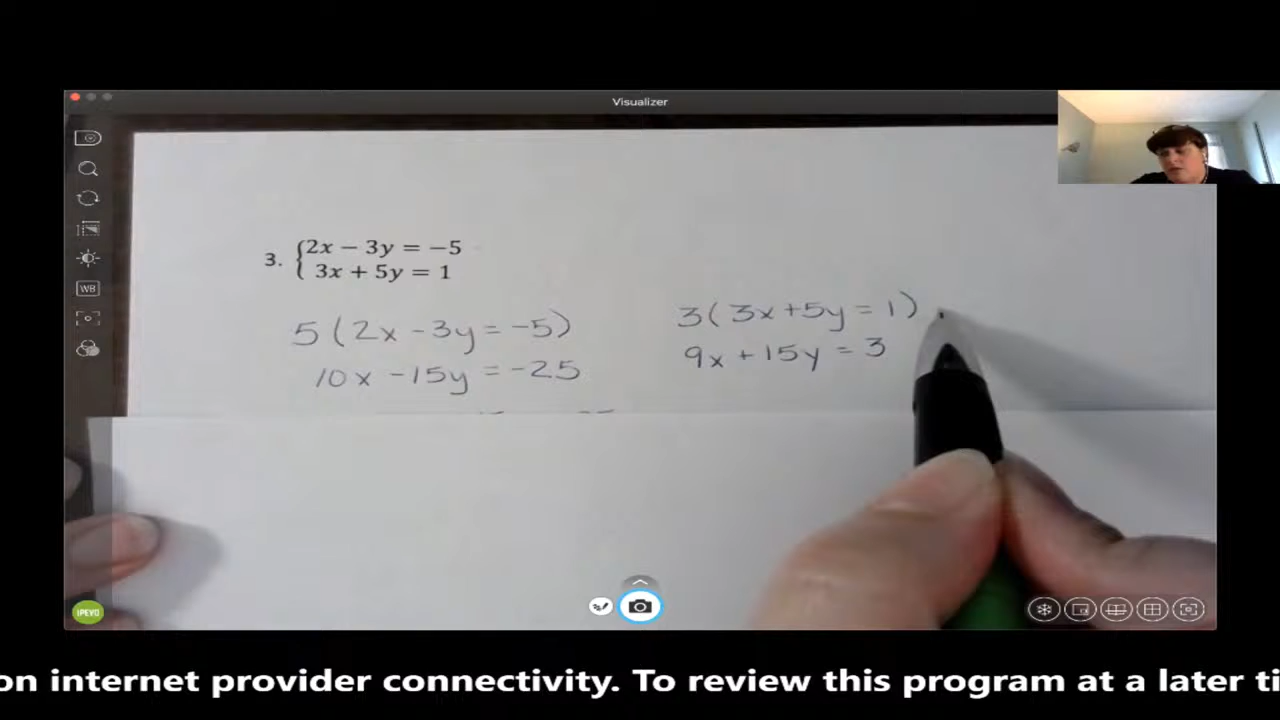 Visualizer
WB
3. {2x − 3y = −5
3x + 5y = 1
5(2x - 3y = -5)
10x - 15y = -25
3(3x + 5y = 1)
9x + 15y = 3
IPEVO
on internet provider connectivity. To review this program at a later ti